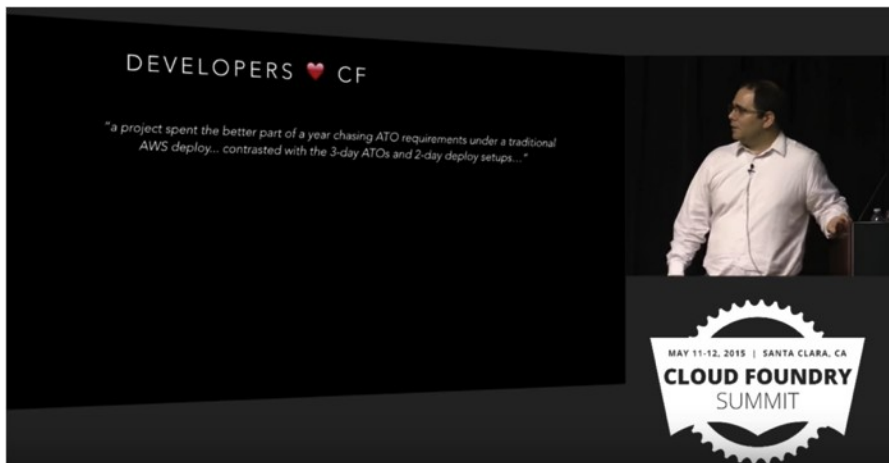 DEVELOPERS ❤ CF
"a project spent the better part of a year chasing ATO requirements under a traditional
AWS deploy... contrasted with the 3-day ATOs and 2-day deploy setups..."
MAY 11-12, 2015 | SANTA CLARA, CA
CLOUD FOUNDRY
SUMMIT